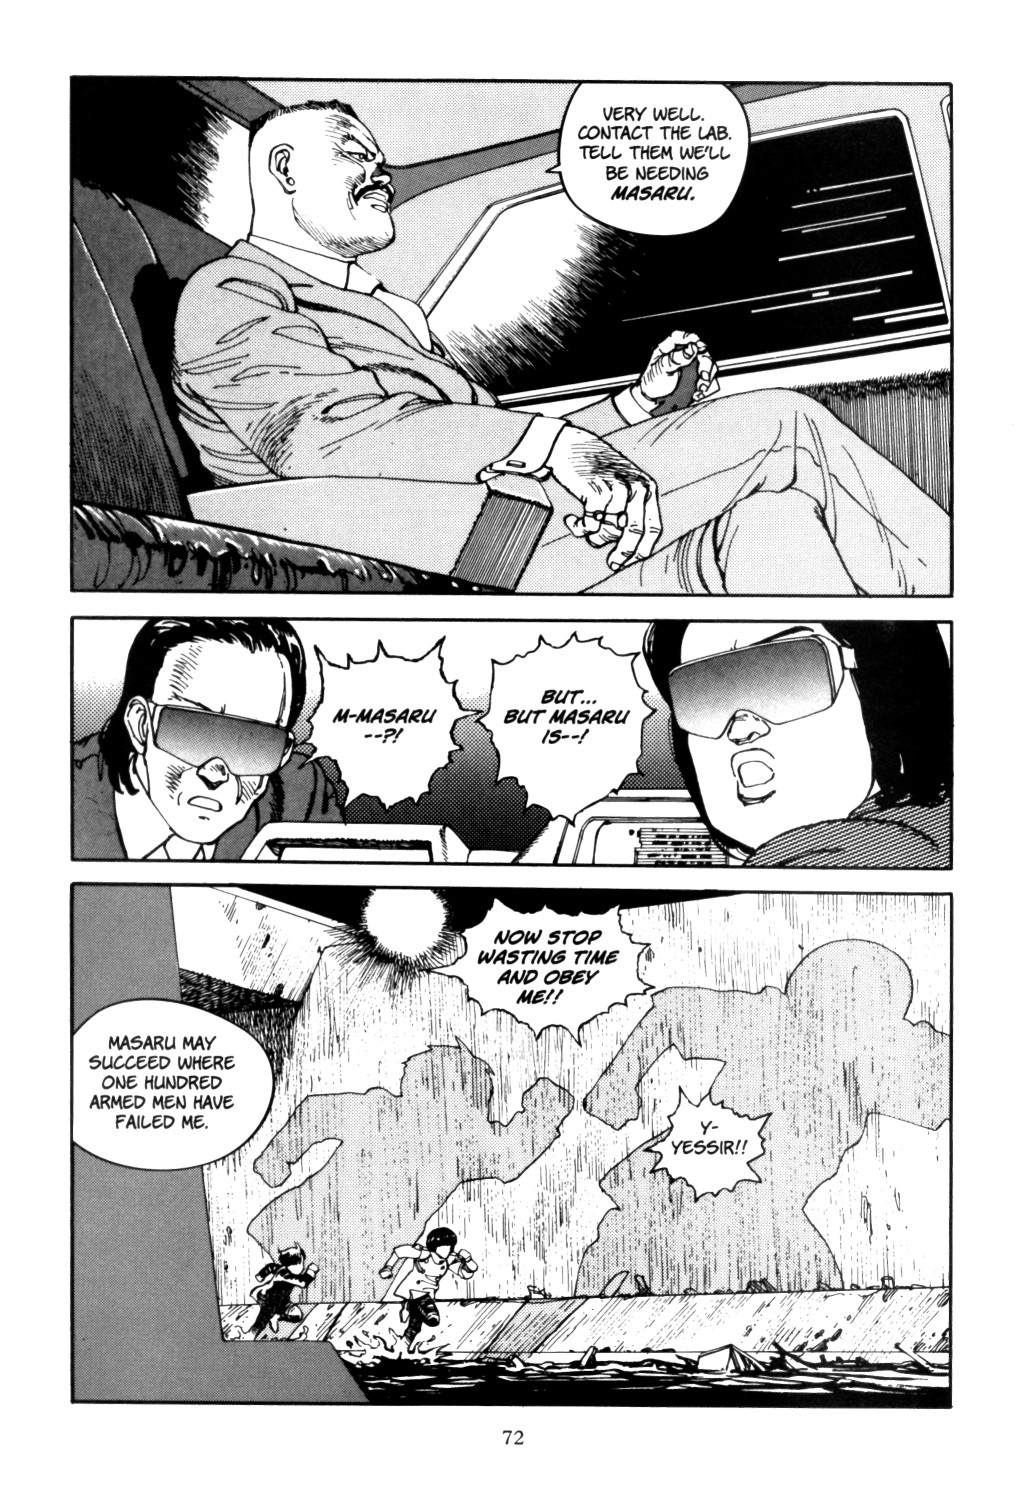 VERY WELL.
CONTACT THE LAB.
TELL THEM WE'LL
BE NEEDING
MASARU.
M-MASARU
--?!
BUT...
BUT MASARU
IS--!
NOW STOP
WASTING TIME
AND OBEY
ME!!
MASARU MAY
SUCCEED WHERE
ONE HUNDRED
ARMED MEN HAVE
FAILED ME.
Y-
YESSIR!!
72